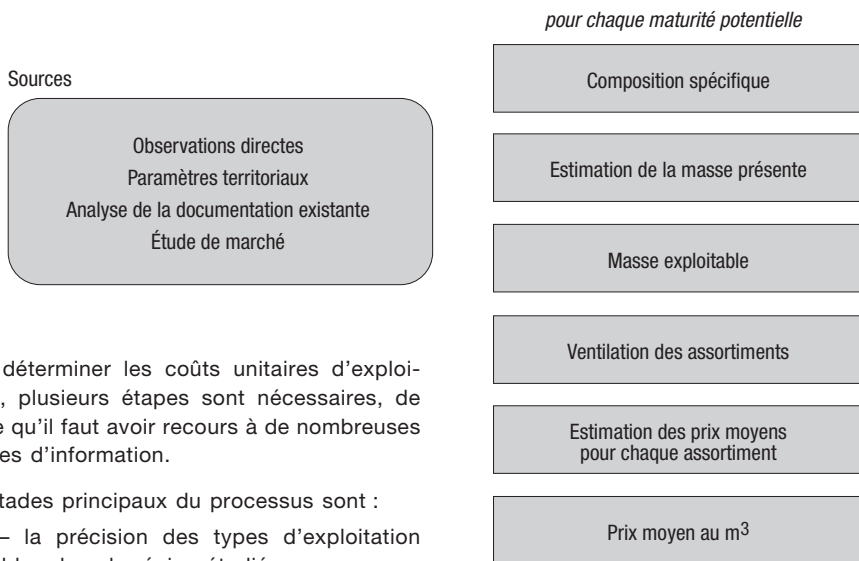 Sources
Observations directes
Paramètres territoriaux
Analyse de la documentation existante
Étude de marché
déterminer les coûts unitaires d’exploi-
, plusieurs étapes sont nécessaires, de
qu’il faut avoir recours à de nombreuses
es d’information.
tades principaux du processus sont :
– la précision des types d’exploitation
pour chaque maturité potentielle
Composition spécifique
Estimation de la masse présente
Masse exploitable
Ventilation des assortiments
Estimation des prix moyens
pour chaque assortiment
Prix moyen au m3